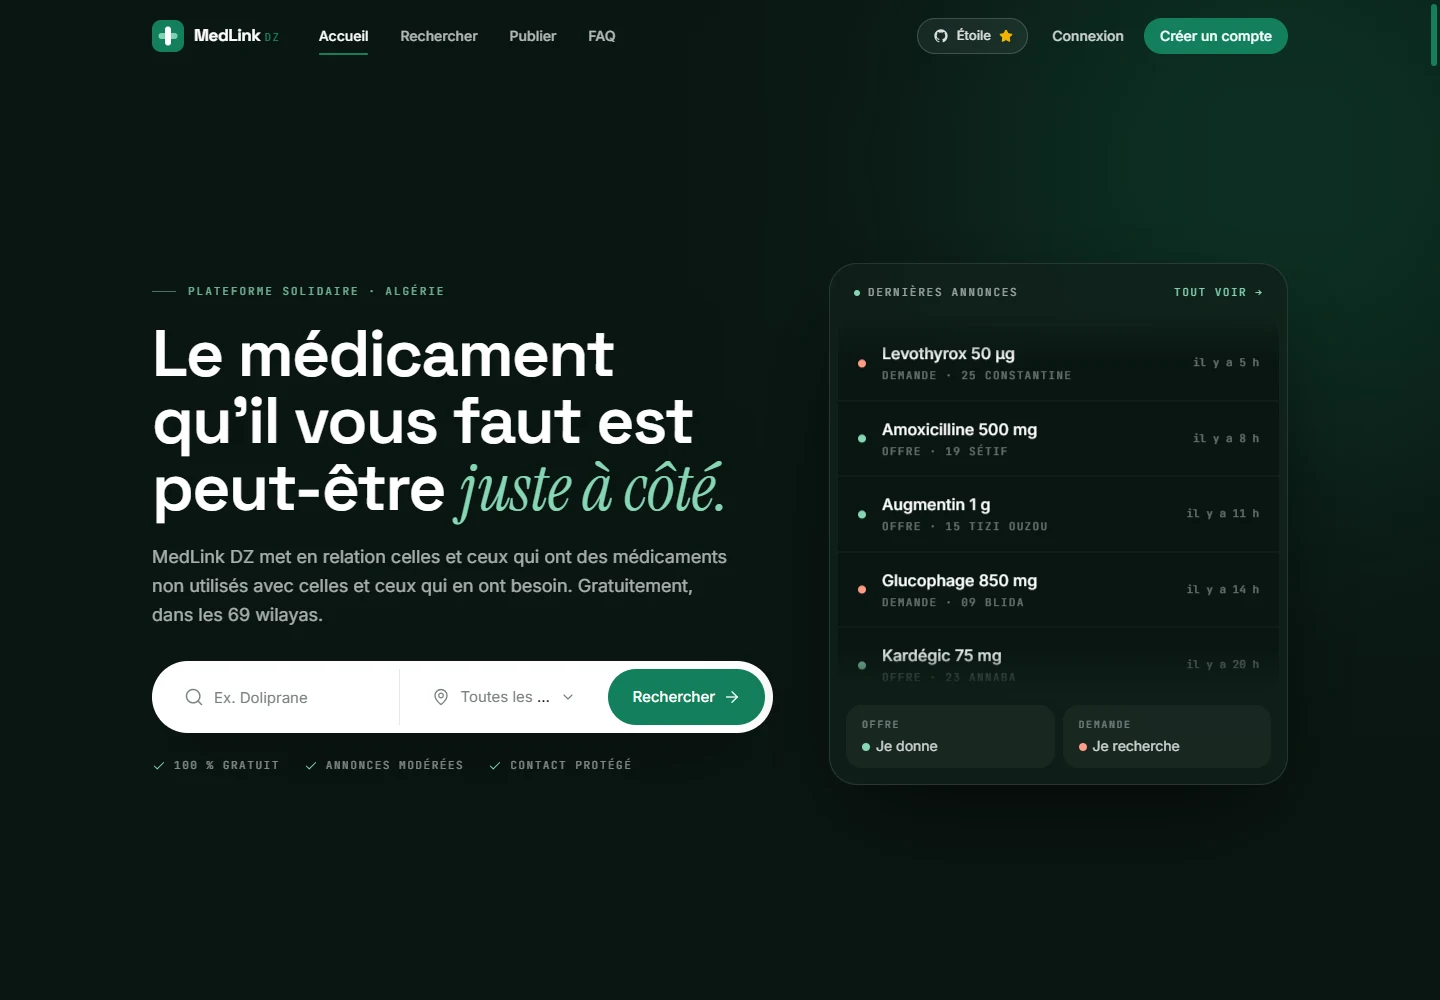 MedLink DZ
Accueil
Rechercher
Publier
FAQ
Étoile
Connexion
Créer un compte
PLATEFORME SOLIDAIRE · ALGÉRIE
Le médicament
qu’il vous faut est
peut-être juste à côté.
MedLink DZ met en relation celles et ceux qui ont des médicaments
non utilisés avec celles et ceux qui en ont besoin. Gratuitement,
dans les 69 wilayas.
Ex. Doliprane
Toutes les ...
Rechercher →
100 % GRATUIT
ANNONCES MODÉRÉES
CONTACT PROTÉGÉ
DERNIÈRES ANNONCES
TOUT VOIR →
Levothyrox 50 µg
DEMANDE · 25 CONSTANTINE
il y a 5 h
Amoxicilline 500 mg
OFFRE · 19 SÉTIF
il y a 8 h
Augmentin 1 g
OFFRE · 15 TIZI OUZOU
il y a 11 h
Glucophage 850 mg
DEMANDE · 09 BLIDA
il y a 14 h
Kardégic 75 mg
OFFRE · 23 ANNABA
il y a 20 h
OFFRE
Je donne
DEMANDE
Je recherche